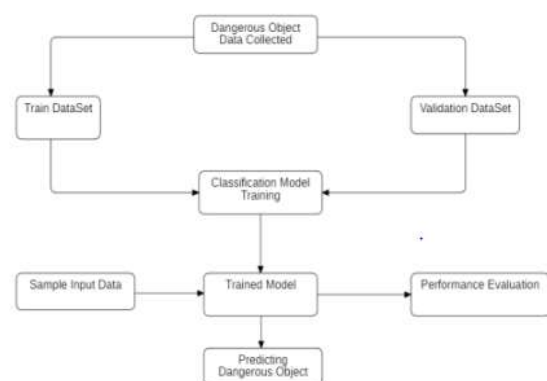 Dangerous Object
Data Collected
Train DataSet
Validation DataSet
Classification Model
Training
Sample Input Data
Trained Model
Performance Evaluation
Predicting
Dangerous Object